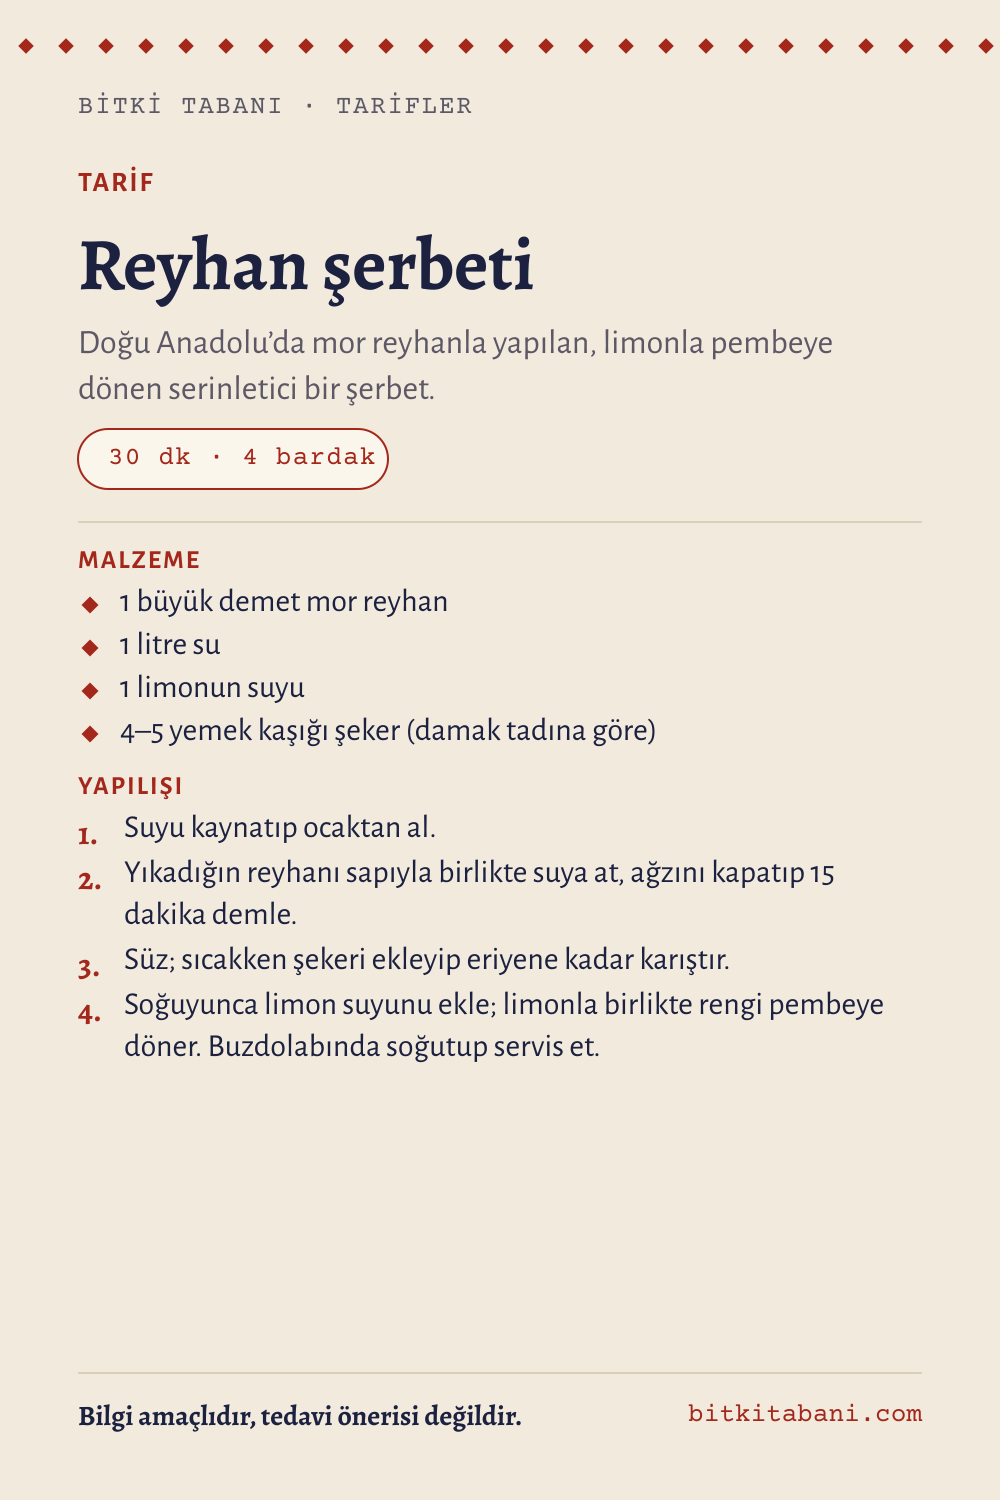 BİTKİ TABANI · TARİFLER
TARİF
Reyhan şerbeti
Doğu Anadolu’da mor reyhanla yapılan, limonla pembeye
dönen serinletici bir şerbet.
30 dk · 4 bardak
MALZEME
◆ 1 büyük demet mor reyhan
◆ 1 litre su
◆ 1 limonun suyu
◆ 4–5 yemek kaşığı şeker (damak tadına göre)
YAPILIŞI
1. Suyu kaynatıp ocaktan al.
2. Yıkadığın reyhanı sapıyla birlikte suya at, ağzını kapatıp 15
dakika demle.
3. Süz; sıcakken şekeri ekleyip eriyene kadar karıştır.
4. Soğuyunca limon suyunu ekle; limonla birlikte rengi pembeye
döner. Buzdolabında soğutup servis et.
Bilgi amaçlıdır, tedavi önerisi değildir.
bitkitabani.com